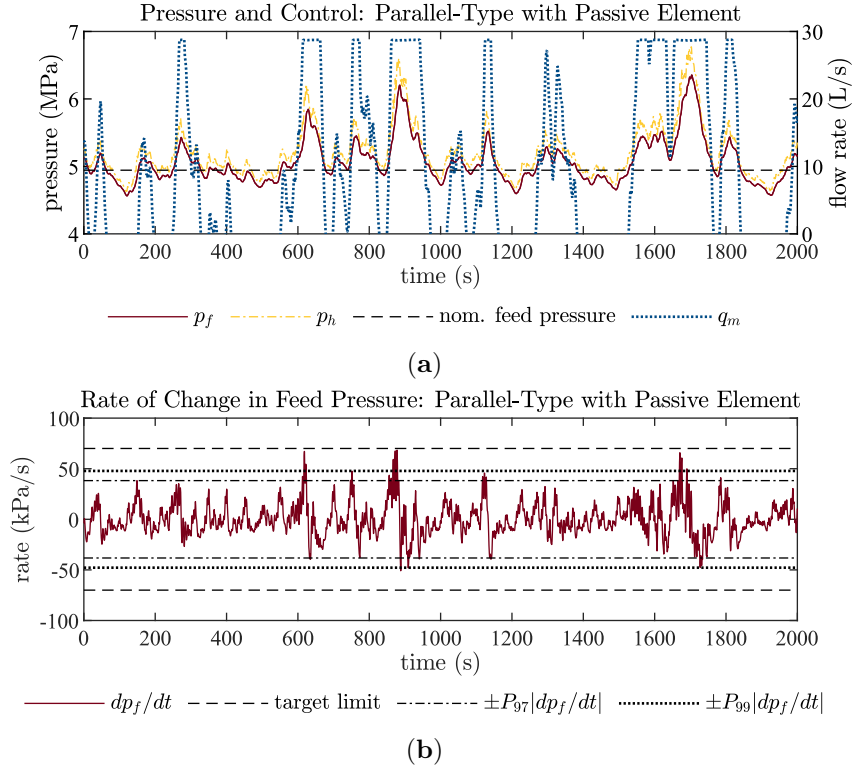 Pressure and Control: Parallel-Type with Passive Element
7
6
5
4
pressure (MPa)
30
20
10
0
flow rate (L/s)
0 200 400 600 800 1000 1200 1400 1600 1800 2000
time (s)
p_f p_h nom. feed pressure q_m
(a)
Rate of Change in Feed Pressure: Parallel-Type with Passive Element
100
50
0
-50
-100
rate (kPa/s)
0 200 400 600 800 1000 1200 1400 1600 1800 2000
time (s)
dp_f/dt target limit ±P_97|dp_f/dt| ±P_99|dp_f/dt|
(b)